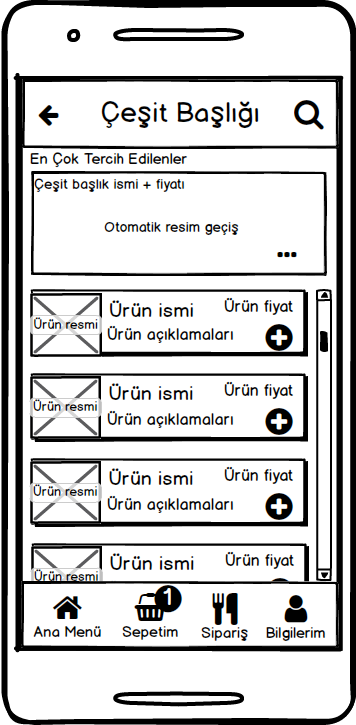 Çeşit Başlığı
En Çok Tercih Edilenler
Çeşit başlık ismi + fiyatı
Otomatik resim geçiş
Ürün resmi
Ürün ismi
Ürün fiyat
Ürün açıklamaları
Ürün resmi
Ürün ismi
Ürün fiyat
Ürün açıklamaları
Ürün resmi
Ürün ismi
Ürün fiyat
Ürün açıklamaları
Ürün resmi
Ürün ismi
Ürün fiyat
1
Ana Menü
Sepetim
Sipariş
Bilgilerim